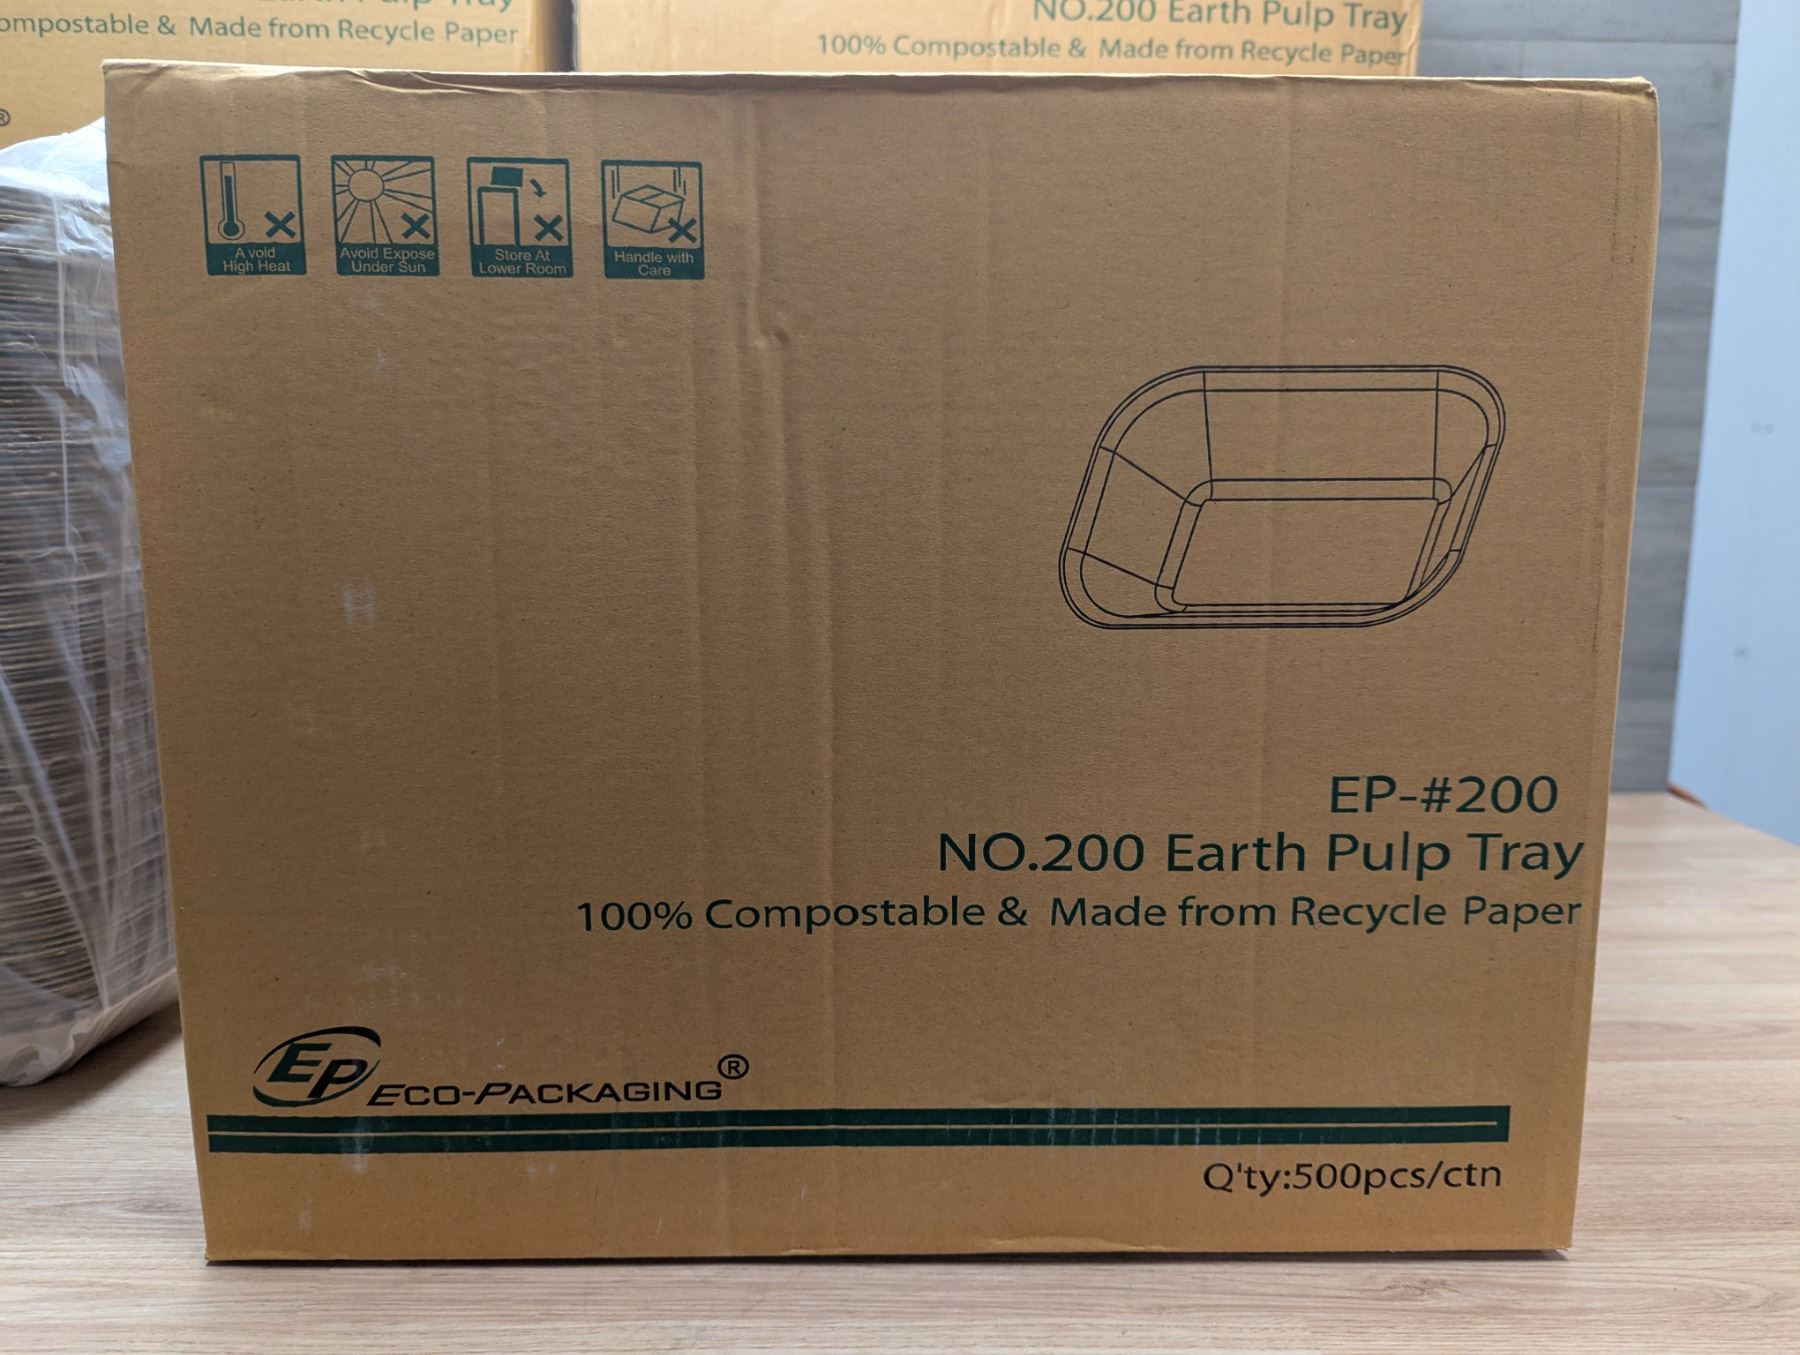 Compostable & Made from Recycle Paper
®
NO.200 Earth Pulp Tray
100% Compostable & Made from Recycle Paper
A void
High Heat
Avoid Expose
Under Sun
Store At
Lower Room
Handle with
Care
EP-#200
NO.200 Earth Pulp Tray
100% Compostable & Made from Recycle Paper
EP ECO-PACKAGING®
Q'ty:500pcs/ctn